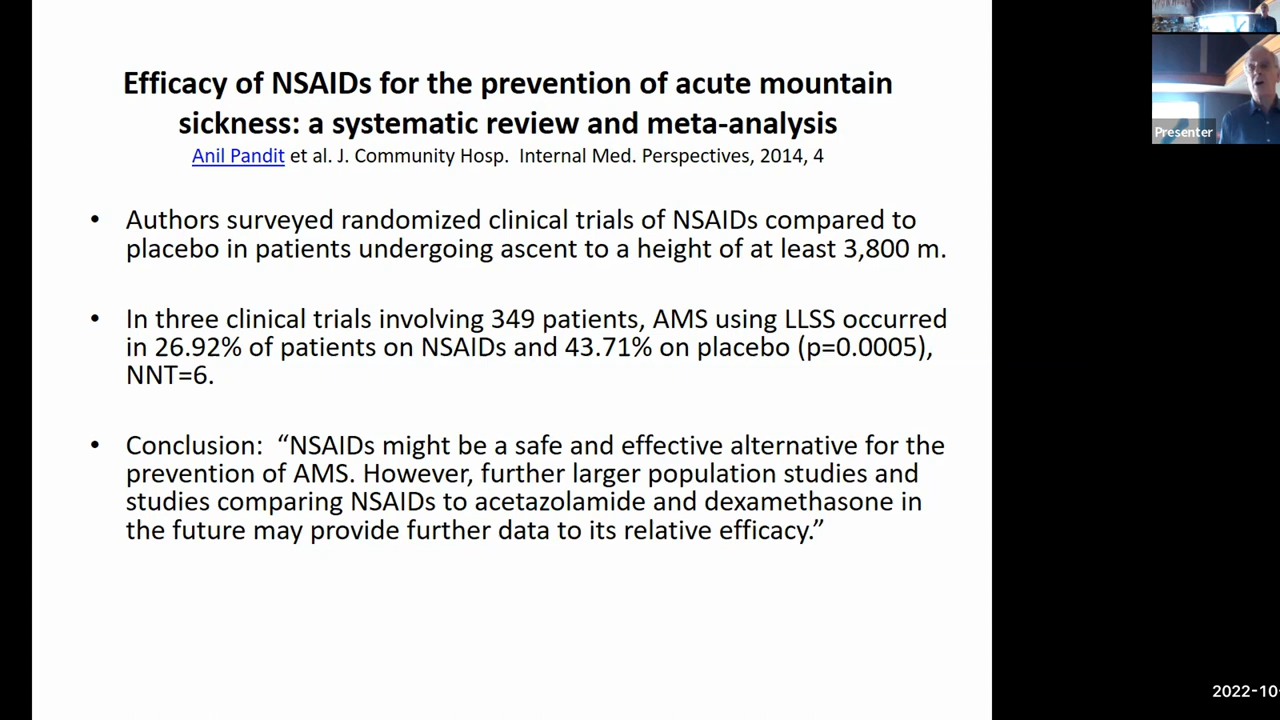 Efficacy of NSAIDs for the prevention of acute mountain
sickness: a systematic review and meta-analysis
Anil Pandit et al. J. Community Hosp.  Internal Med. Perspectives, 2014, 4
• Authors surveyed randomized clinical trials of NSAIDs compared to
placebo in patients undergoing ascent to a height of at least 3,800 m.
• In three clinical trials involving 349 patients, AMS using LLSS occurred
in 26.92% of patients on NSAIDs and 43.71% on placebo (p=0.0005),
NNT=6.
• Conclusion:  “NSAIDs might be a safe and effective alternative for the
prevention of AMS. However, further larger population studies and
studies comparing NSAIDs to acetazolamide and dexamethasone in
the future may provide further data to its relative efficacy.”
Presenter
2022-10-